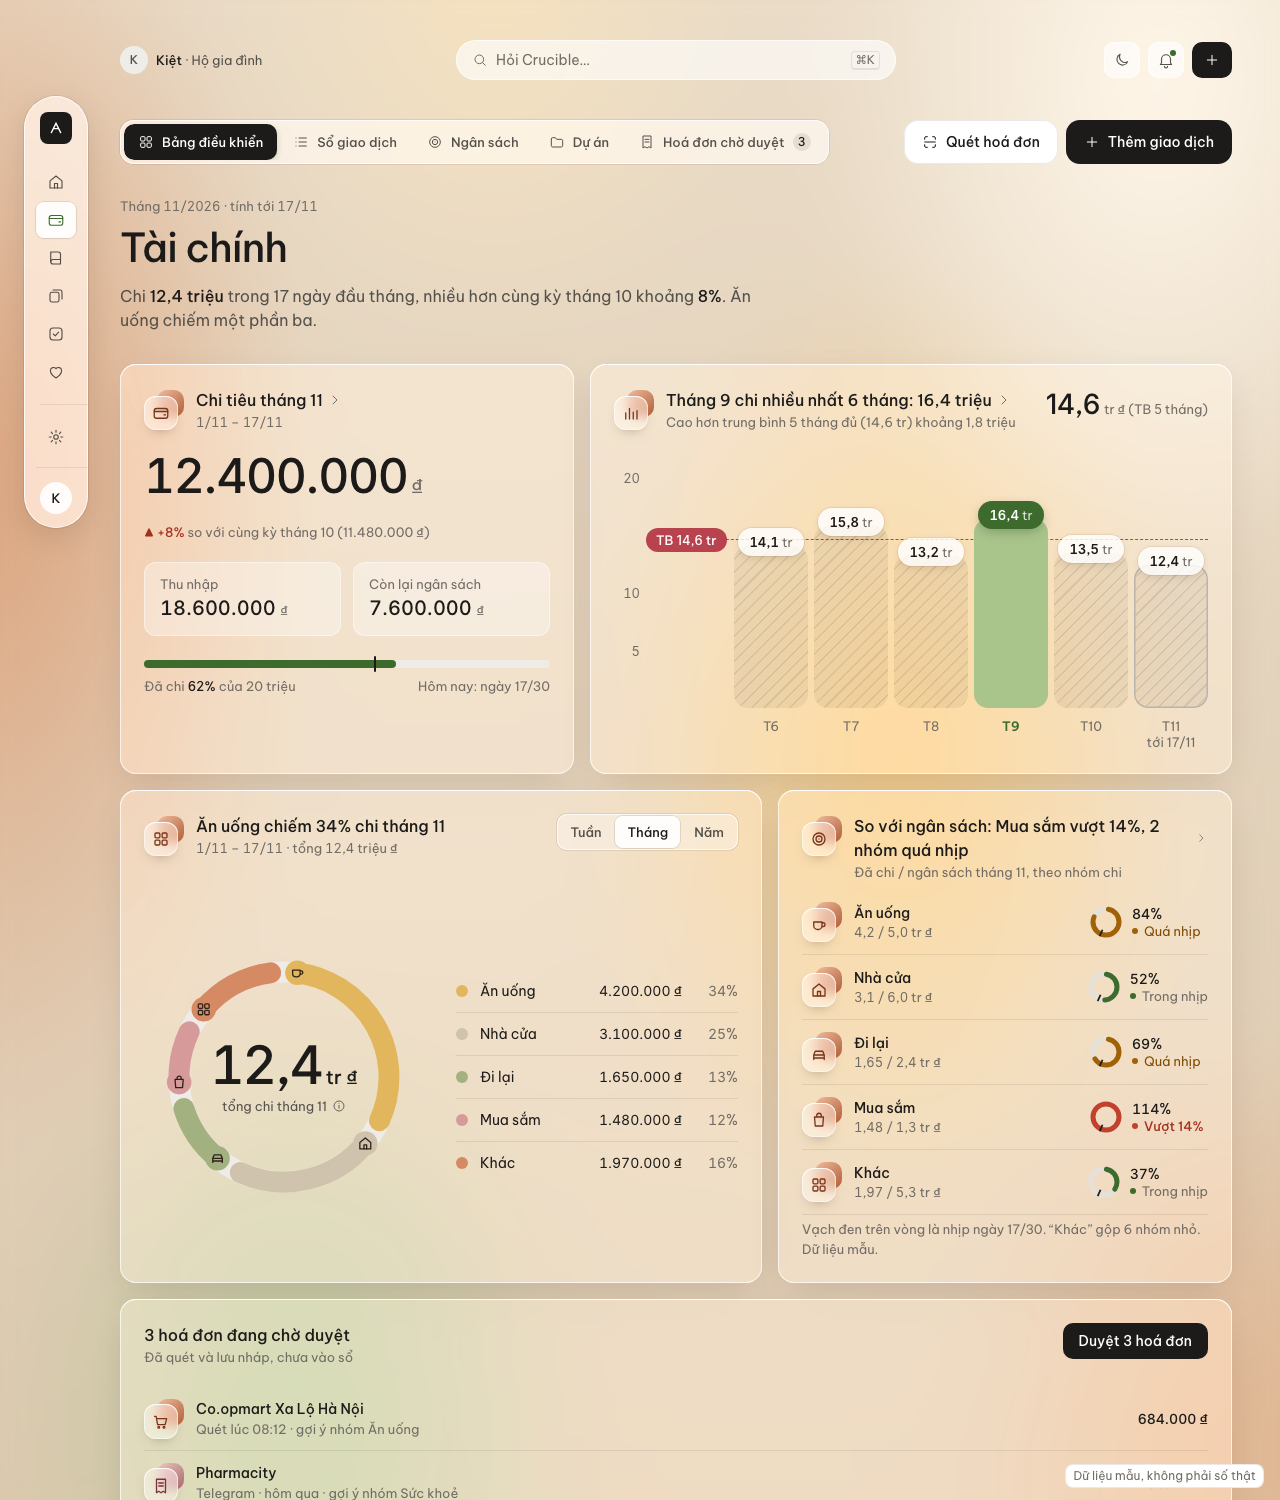 K Kiệt · Hộ gia đình
Hỏi Crucible... ⌘K
A
Bảng điều khiển
Sổ giao dịch
Ngân sách
Dự án
Hoá đơn chờ duyệt 3
Quét hoá đơn
Thêm giao dịch
K
Tháng 11/2026 · tính tới 17/11
Tài chính
Chi 12,4 triệu trong 17 ngày đầu tháng, nhiều hơn cùng kỳ tháng 10 khoảng 8%. Ăn
uống chiếm một phần ba.
Chi tiêu tháng 11
1/11 – 17/11
12.400.000 đ
+8% so với cùng kỳ tháng 10 (11.480.000 đ)
Thu nhập
18.600.000 đ
Còn lại ngân sách
7.600.000 đ
Đã chi 62% của 20 triệu
Hôm nay: ngày 17/30
Tháng 9 chi nhiều nhất 6 tháng: 16,4 triệu
Cao hơn trung bình 5 tháng đủ (14,6 tr) khoảng 1,8 triệu
14,6 tr đ (TB 5 tháng)
20
10
5
TB 14,6 tr
14,1 tr
15,8 tr
13,2 tr
16,4 tr
13,5 tr
12,4 tr
T6
T7
T8
T9
T10
T11
tới 17/11
Ăn uống chiếm 34% chi tháng 11
1/11 – 17/11 · tổng 12,4 triệu đ
Tuần
Tháng
Năm
12,4 tr đ
tổng chi tháng 11
Ăn uống 4.200.000 đ 34%
Nhà cửa 3.100.000 đ 25%
Đi lại 1.650.000 đ 13%
Mua sắm 1.480.000 đ 12%
Khác 1.970.000 đ 16%
So với ngân sách: Mua sắm vượt 14%, 2
nhóm quá nhịp
Đã chi / ngân sách tháng 11, theo nhóm chi
Ăn uống
4,2 / 5,0 tr đ
84%
Quá nhịp
Nhà cửa
3,1 / 6,0 tr đ
52%
Trong nhịp
Đi lại
1,65 / 2,4 tr đ
69%
Quá nhịp
Mua sắm
1,48 / 1,3 tr đ
114%
Vượt 14%
Khác
1,97 / 5,3 tr đ
37%
Trong nhịp
Vạch đen trên vòng là nhịp ngày 17/30. “Khác” gộp 6 nhóm nhỏ.
Dữ liệu mẫu.
3 hoá đơn đang chờ duyệt
Đã quét và lưu nháp, chưa vào sổ
Duyệt 3 hoá đơn
Co.opmart Xa Lộ Hà Nội
Quét lúc 08:12 · gợi ý nhóm Ăn uống
684.000 đ
Pharmacity
Telegram · hôm qua · gợi ý nhóm Sức khoẻ
Dữ liệu mẫu, không phải số thật